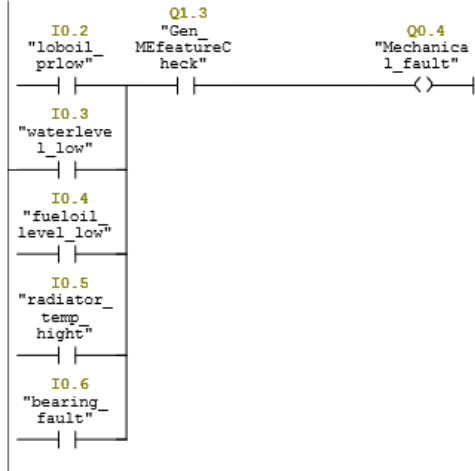 Q1.3
I0.2 "Gen_ Q0.4
"loboil_ MEfeatureC "Mechanica
prlow" heck" l_fault"
I0.3
"waterleve
l_low"
I0.4
"fueloil_
level_low"
I0.5
"radiator_
temp_
hight"
I0.6
"bearing_
fault"